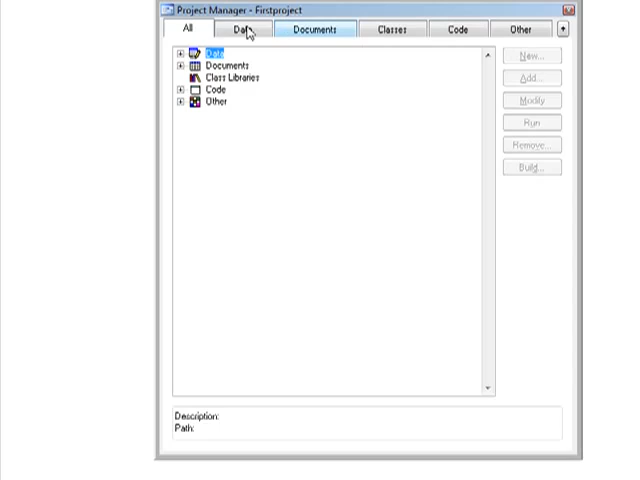 Project Manager - Firstproject
All
Documents
Classes
Code
Other
Data
Documents
Class Libraries
Code
Other
New...
Add...
Modify
Run
Remove...
Build...
Description:
Path: